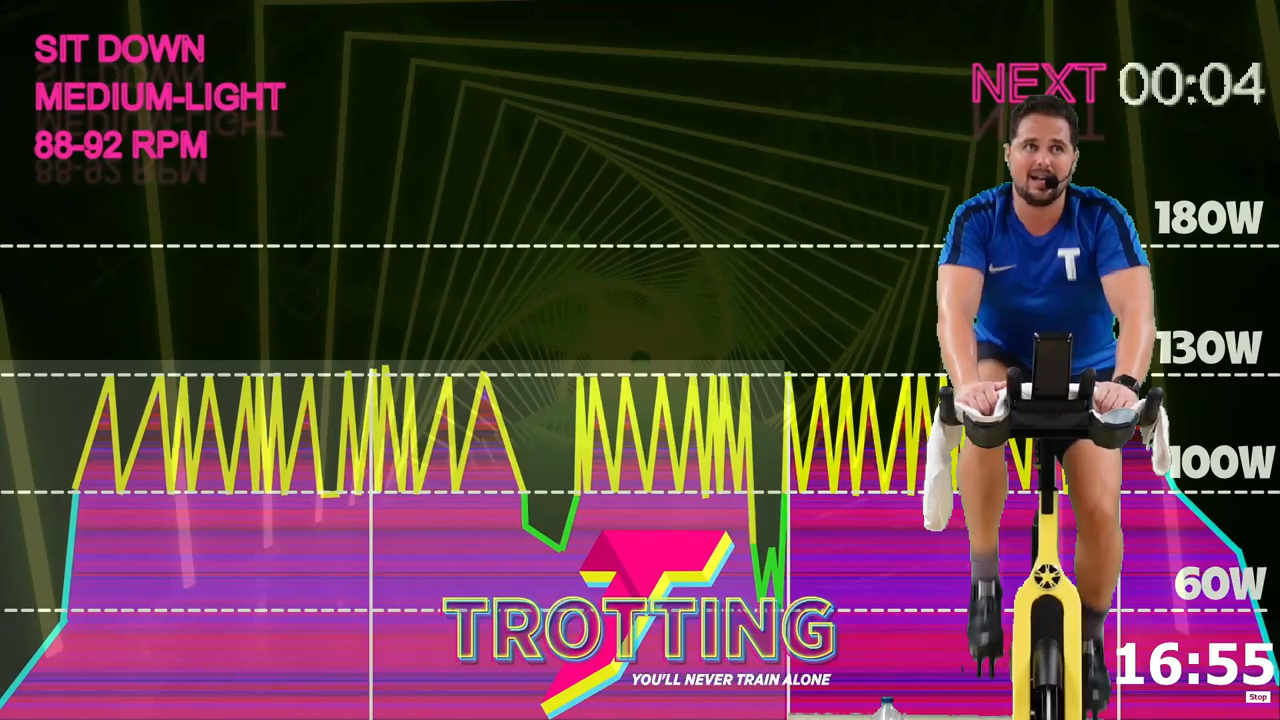 SIT DOWN
MEDIUM-LIGHT
88-92 RPM
NEXT 00:04
180W
130W
100W
60W
T
TROTTING
YOU'LL NEVER TRAIN ALONE
16:55
Stop